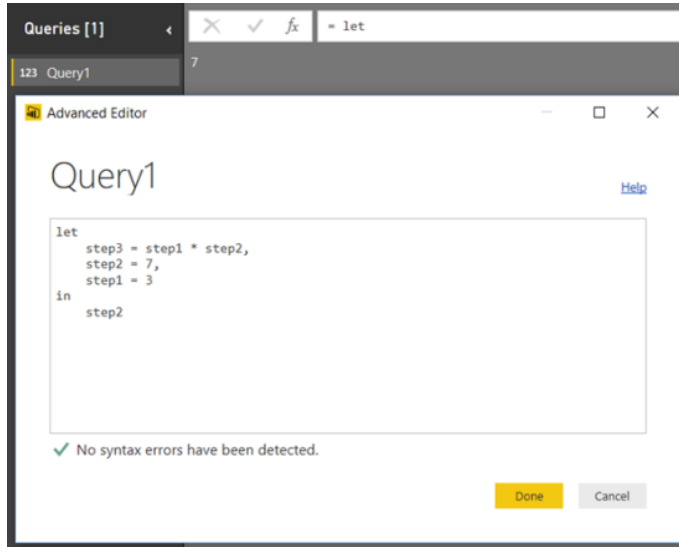 Queries [1]
fx = let
123 Query1
7
Advanced Editor
Query1
Help
let
step3 = step1 * step2,
step2 = 7,
step1 = 3
in
step2
No syntax errors have been detected.
Done Cancel